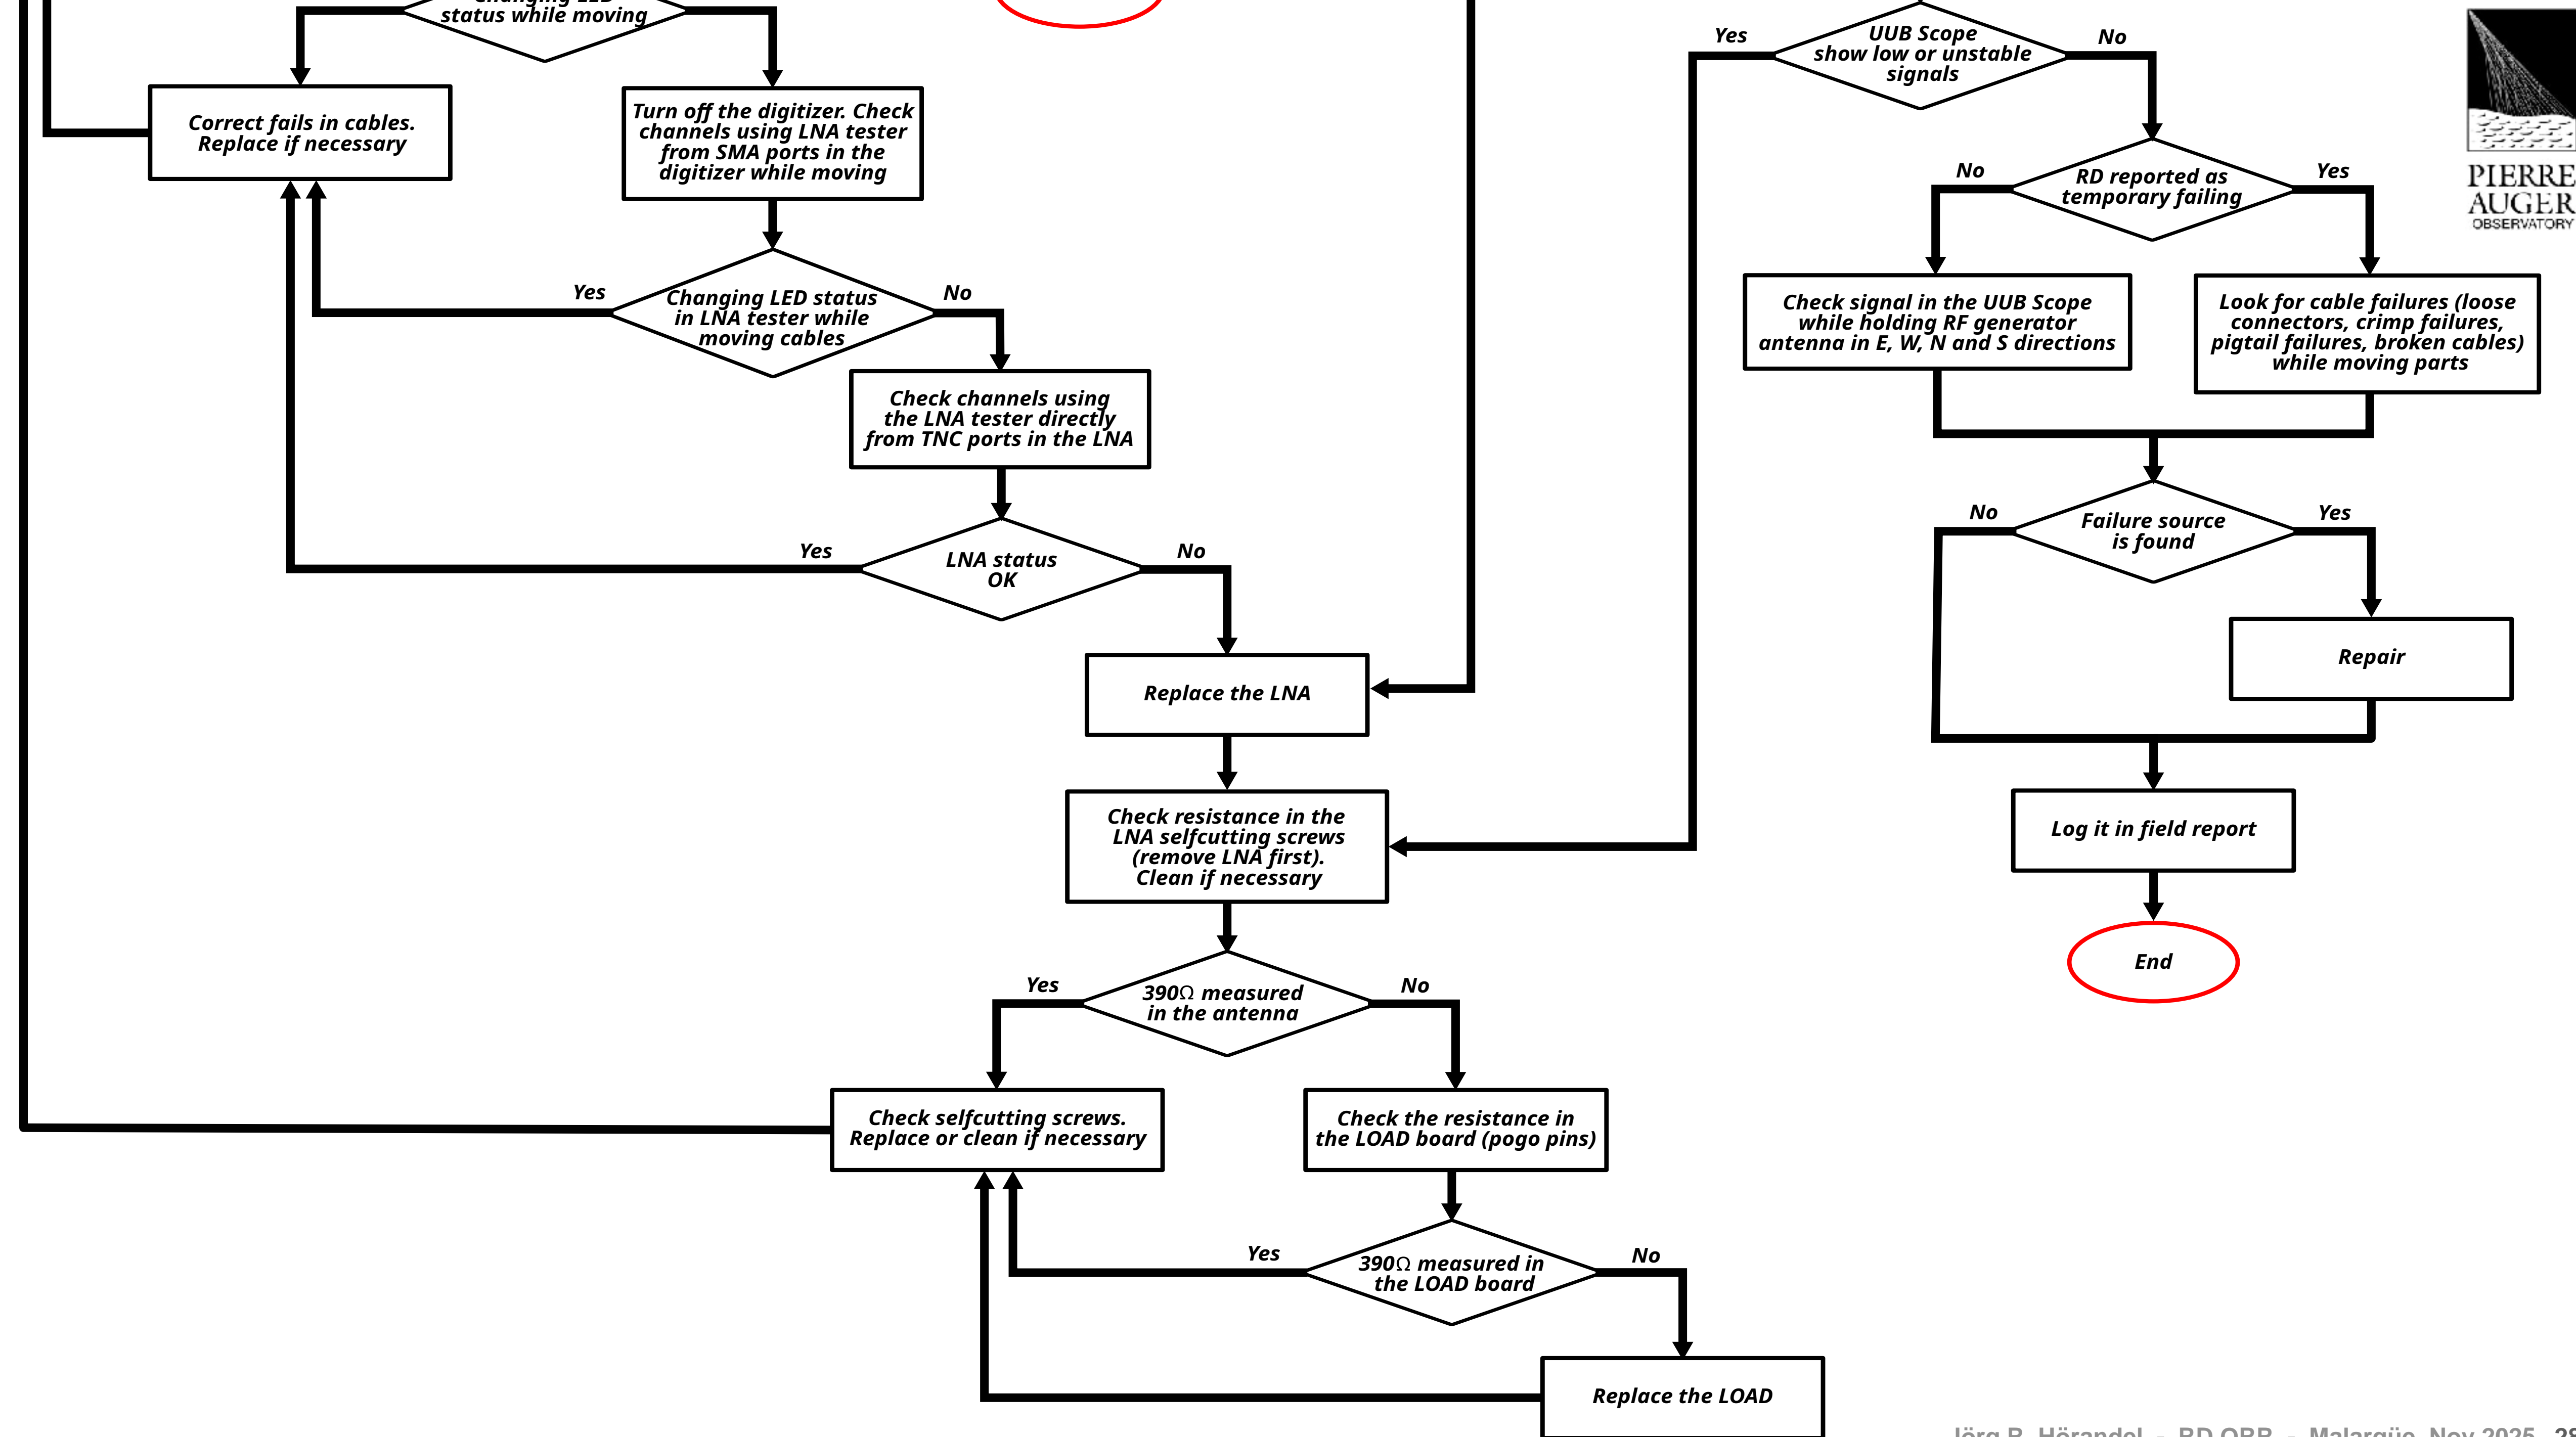 status while moving
Correct fails in cables.
Replace if necessary
Turn off the digitizer. Check
channels using LNA tester
from SMA ports in the
digitizer while moving
Yes
Changing LED status
in LNA tester while
moving cables
No
Check channels using
the LNA tester directly
from TNC ports in the LNA
Yes
LNA status
OK
No
Replace the LNA
Check resistance in the
LNA selfcutting screws
(remove LNA first).
Clean if necessary
Yes
390Ω measured
in the antenna
No
Check selfcutting screws.
Replace or clean if necessary
Check the resistance in
the LOAD board (pogo pins)
Yes
390Ω measured in
the LOAD board
No
Replace the LOAD
Yes
UUB Scope
show low or unstable
signals
No
No
RD reported as
temporary failing
Yes
Check signal in the UUB Scope
while holding RF generator
antenna in E, W, N and S directions
Look for cable failures (loose
connectors, crimp failures,
pigtail failures, broken cables)
while moving parts
No
Failure source
is found
Yes
Repair
Log it in field report
End
PIERRE
AUGER
OBSERVATORY
Jörg R. Hörandel - RD ORR - Malargüe, Nov 2025